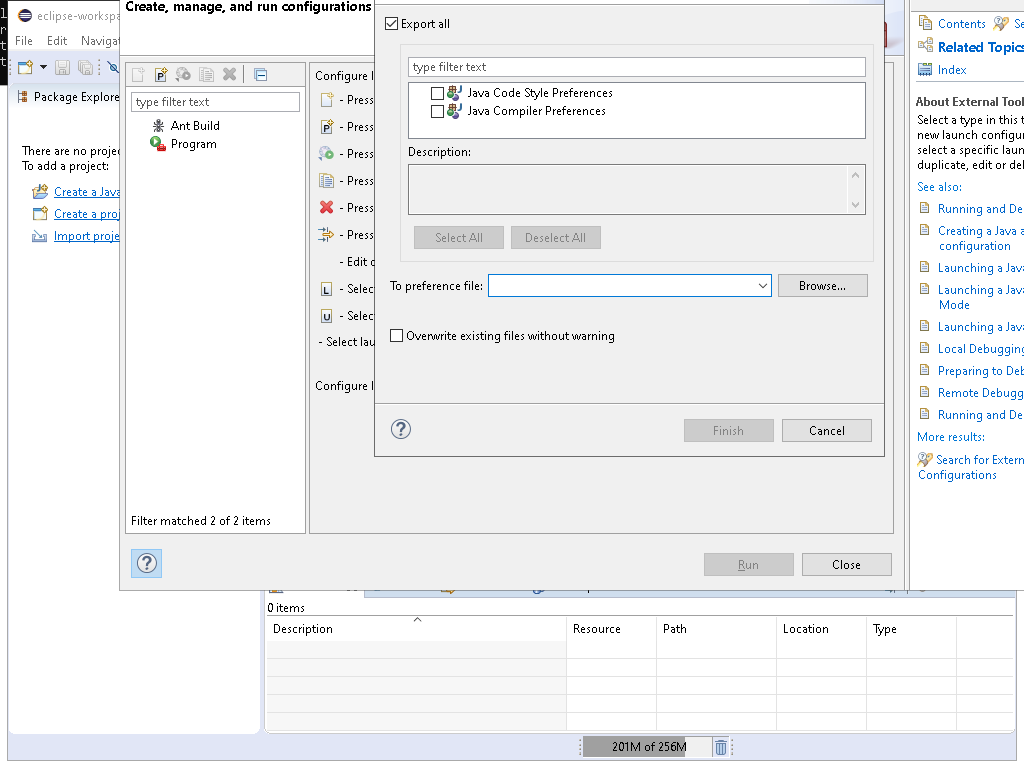 Create, manage, and run configurations
eclipse-workspa
File Edit Navigat
Package Explore
There are no projec
To add a project:
Create a Java
Create a proj
Import proje
type filter text
Ant Build
Program
Filter matched 2 of 2 items
Configure l
- Press
- Press
- Press
- Press
- Press
- Press
- Edit c
L - Selec
U - Selec
- Select lau
Configure l
Export all
type filter text
Java Code Style Preferences
Java Compiler Preferences
Description:
Select All Deselect All
To preference file: Browse...
Overwrite existing files without warning
Finish Cancel
Run Close
Contents Se
Related Topics
Index
About External Tool
Select a type in this t
new launch configur
select a specific laun
duplicate, edit or del
See also:
Running and De
Creating a Java a
configuration
Launching a Java
Launching a Java
Mode
Launching a Java
Local Debugging
Preparing to Deb
Remote Debugg
Running and De
More results:
Search for Extern
Configurations
0 items
Description Resource Path Location Type
201M of 256M